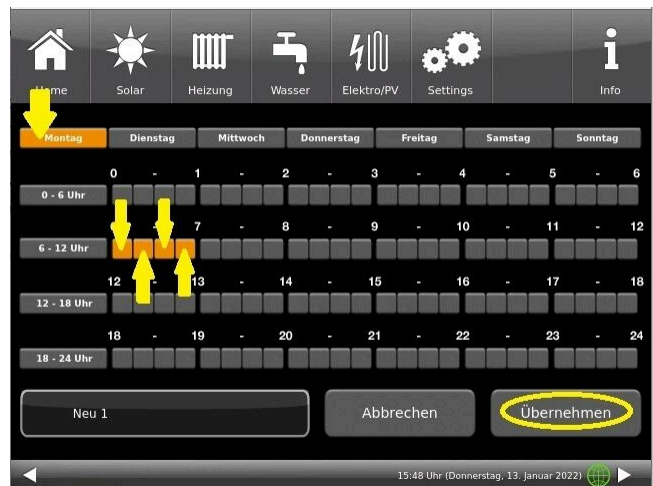 Home Solar Heizung Wasser Elektro/PV Settings Info
Montag Dienstag Mittwoch Donnerstag Freitag Samstag Sonntag
0 - 1 - 2 - 3 - 4 - 5 - 6
0 - 6 Uhr
7 - 8 - 9 - 10 - 11 - 12
6 - 12 Uhr
12 - 13 - 14 - 15 - 16 - 17 - 18
12 - 18 Uhr
18 - 19 - 20 - 21 - 22 - 23 - 24
18 - 24 Uhr
Neu 1 Abbrechen Übernehmen
15:48 Uhr (Donnerstag, 13. Januar 2022)